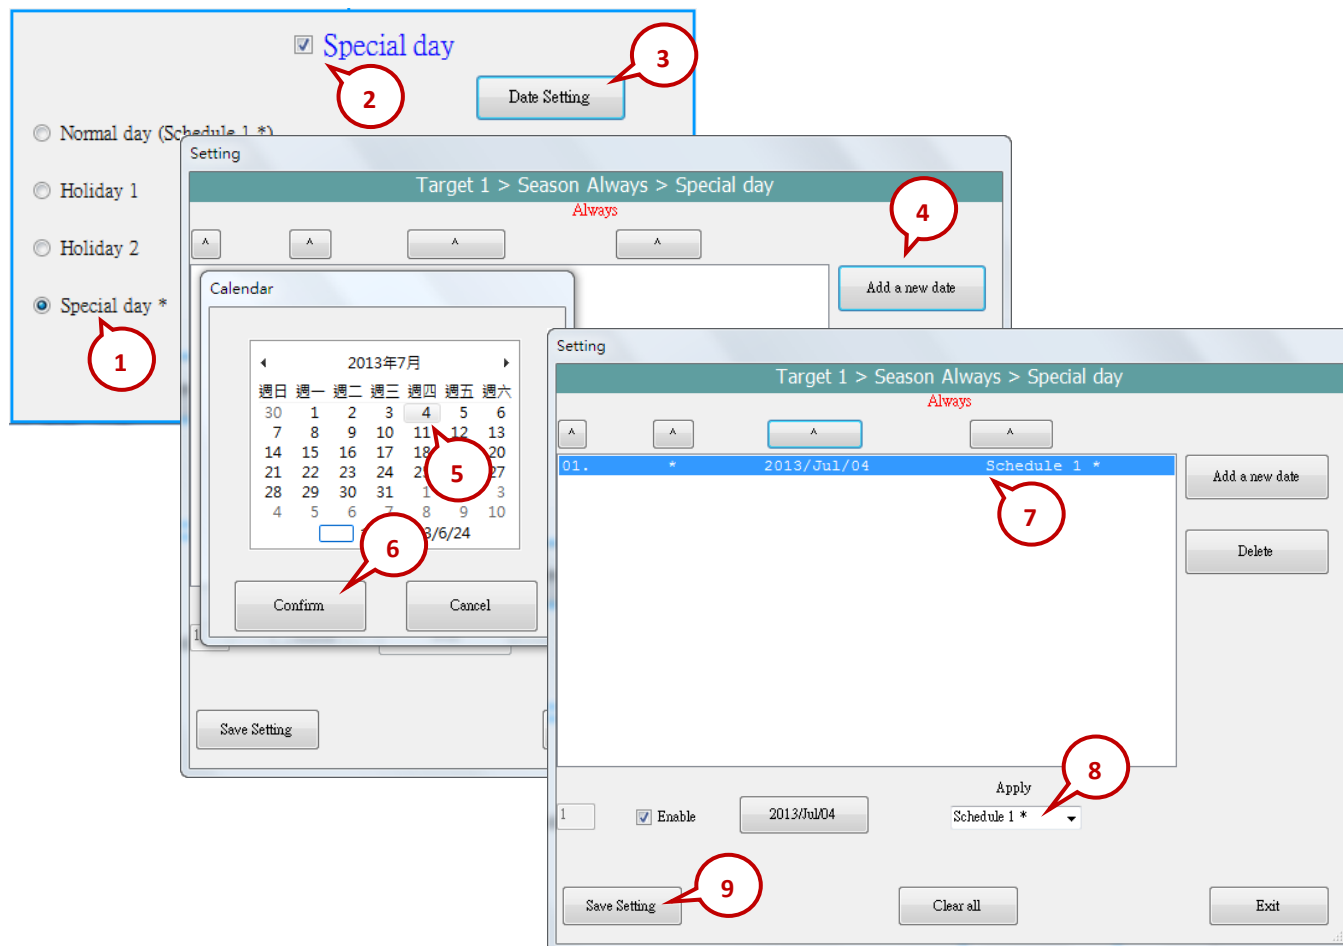 Special day
3
2
Date Setting
Normal day (Schedule 1 *)
Holiday 1
Holiday 2
Special day *
1
Setting
Target 1 > Season Always > Special day
Always
^ ^ ^ ^
4
Add a new date
Calendar
2013年7月
週日 週一 週二 週三 週四 週五 週六
30 1 2 3 4 5 6
7 8 9 10 11 12 13
14 15 16 17 18 20
21 22 23 24 27
28 29 30 31 1 3
4 5 6 7 8 9 10
3/6/24
5
6
Confirm
Cancel
1
Save Setting
Setting
Target 1 > Season Always > Special day
Always
^ ^ ^ ^
01. * 2013/Jul/04 Schedule 1 *
7
Add a new date
Delete
8
Apply
1
Enable
2013/Jul/04
Schedule 1 *
9
Save Setting
Clear all
Exit